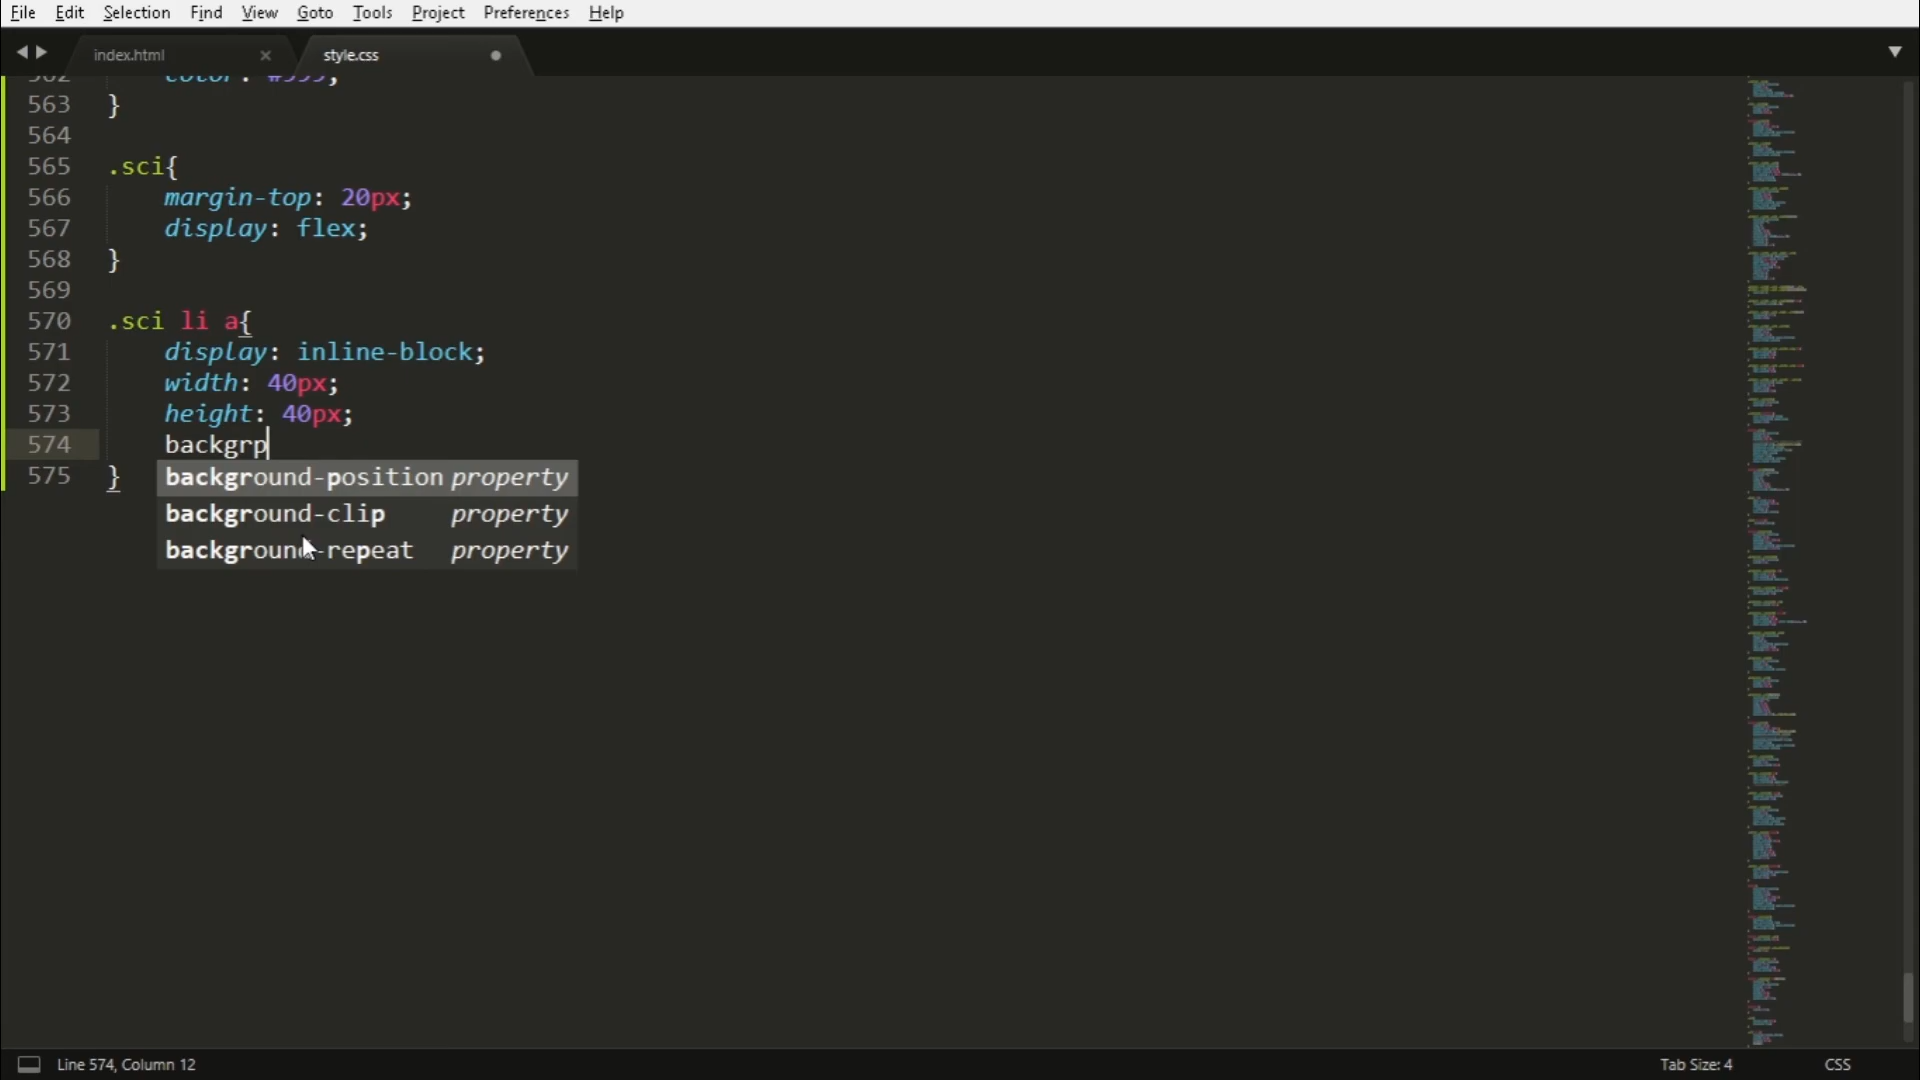 File Edit Selection Find View Goto Tools Project Preferences Help
index.html style.css
562 color: #999;
563 }
564
565 .sci{
566 margin-top: 20px;
567 display: flex;
568 }
569
570 .sci li a{
571 display: inline-block;
572 width: 40px;
573 height: 40px;
574 backgrp
575 }
background-position property
background-clip property
background-repeat property
Line 574, Column 12 Tab Size: 4 CSS